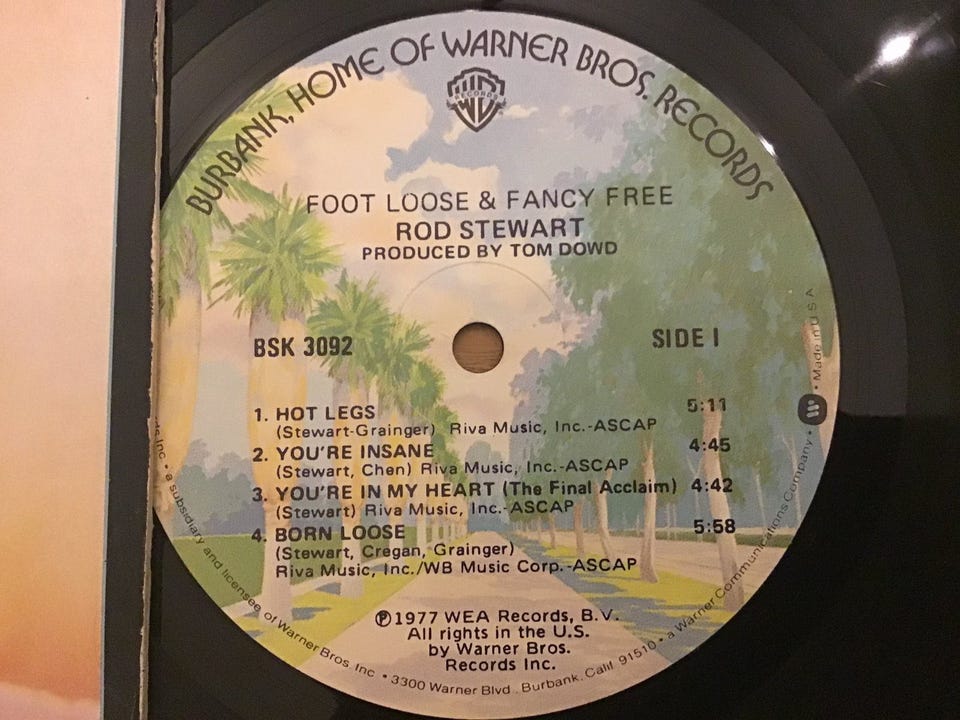 BURBANK, HOME OF WARNER BROS. RECORDS
RECORDS
FOOT LOOSE & FANCY FREE
ROD STEWART
PRODUCED BY TOM DOWD
BSK 3092
SIDE I
1. HOT LEGS 5:11
(Stewart-Grainger) Riva Music, Inc.-ASCAP
2. YOU'RE INSANE 4:45
(Stewart, Chen) Riva Music, Inc.-ASCAP
3. YOU'RE IN MY HEART (The Final Acclaim) 4:42
(Stewart) Riva Music, Inc.-ASCAP
4. BORN LOOSE 5:58
(Stewart, Cregan, Grainger)
Riva Music, Inc./WB Music Corp.-ASCAP
℗1977 WEA Records, B.V.
All rights in the U.S.
by Warner Bros.
Records Inc.
Inc • a subsidiary and licensee of Warner Bros. Inc • 3300 Warner Blvd., Burbank, Calif. 91510 • a Warner Communications Company • Made in U S A